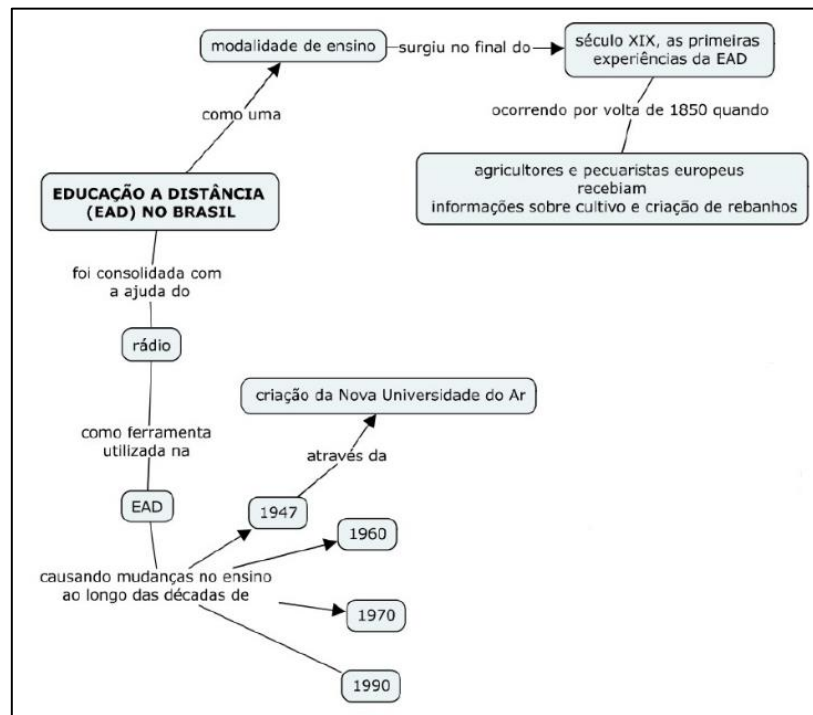 modalidade de ensino
surgiu no final do
século XIX, as primeiras
experiências da EAD
como uma
ocorrendo por volta de 1850 quando
agricultores e pecuaristas europeus
recebiam
informações sobre cultivo e criação de rebanhos
EDUCAÇÃO A DISTÂNCIA
(EAD) NO BRASIL
foi consolidada com
a ajuda do
rádio
criação da Nova Universidade do Ar
como ferramenta
utilizada na
através da
EAD
1947
1960
causando mudanças no ensino
ao longo das décadas de
1970
1990